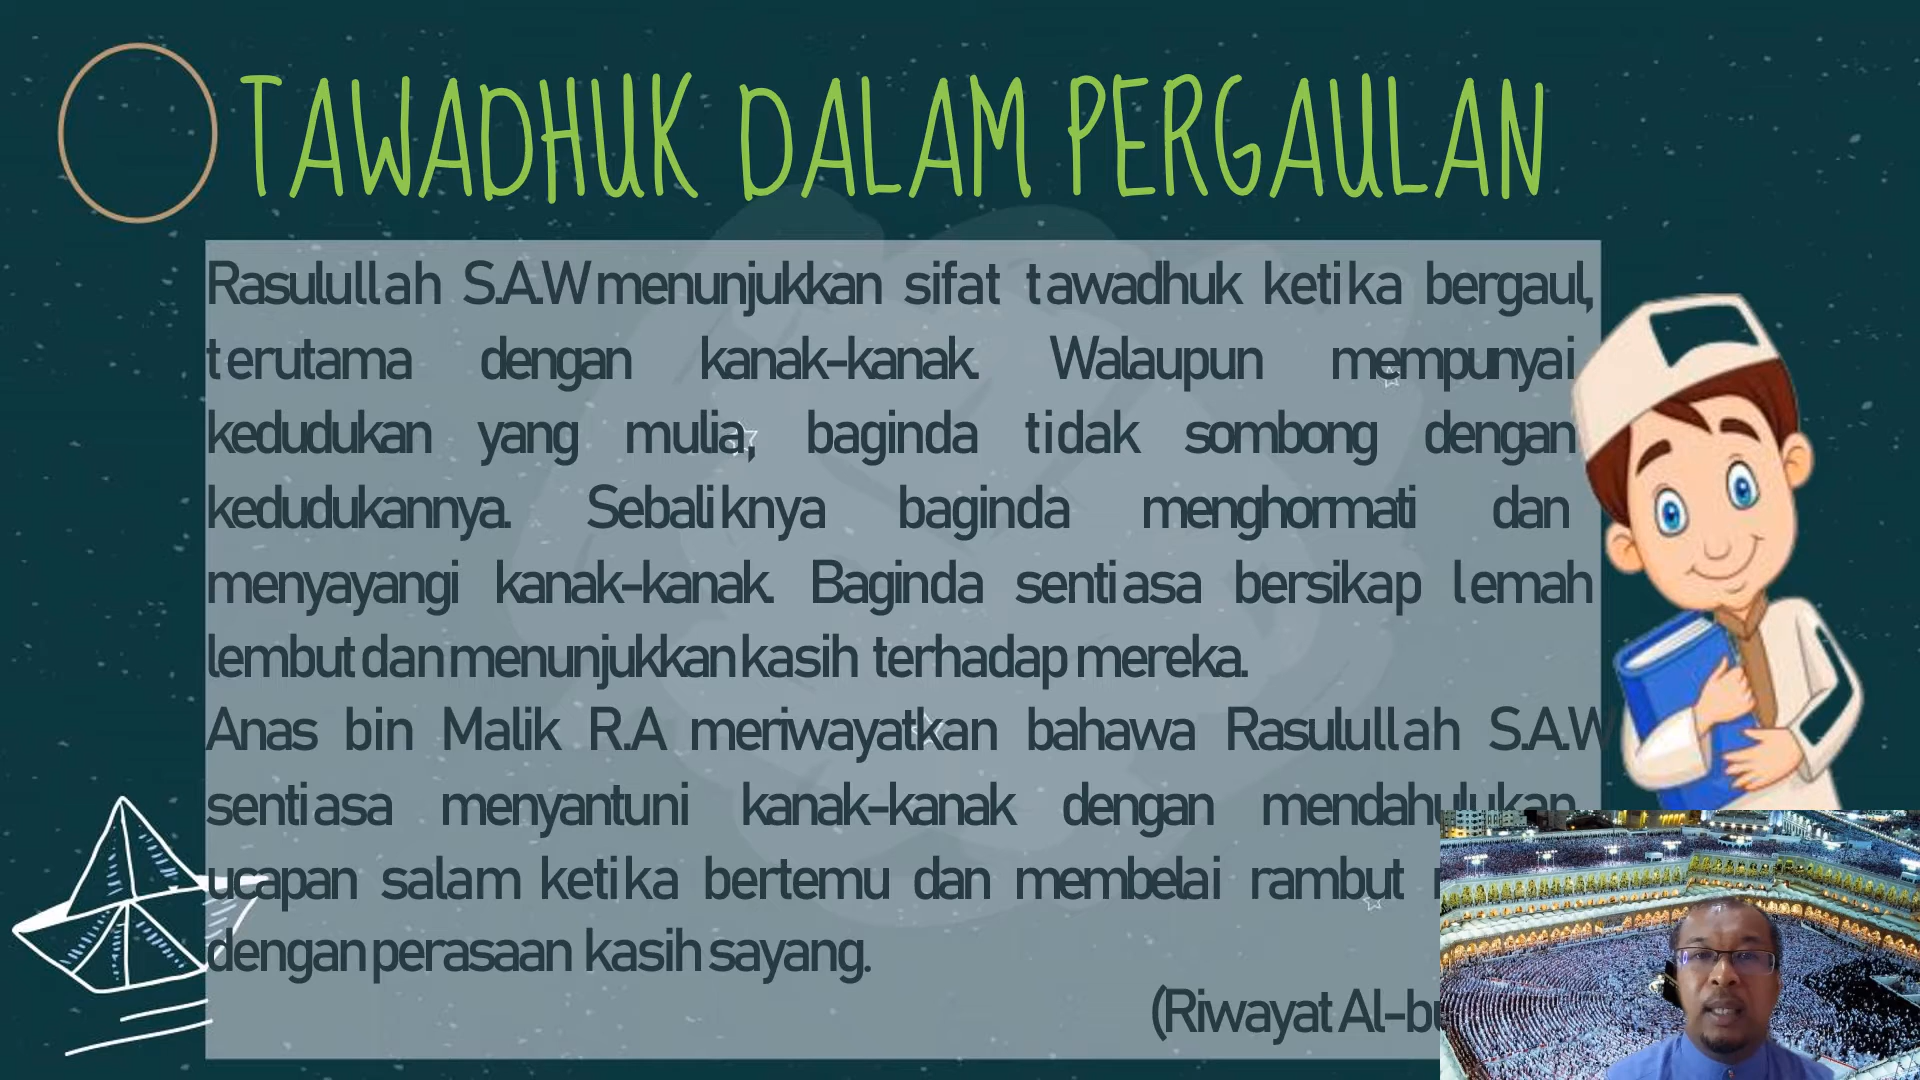 TAWADHUK DALAM PERGAULAN
Rasulullah S.A.W menunjukkan sifat tawadhuk ketika bergaul,
terutama dengan kanak-kanak. Walaupun mempunyai
kedudukan yang mulia, baginda tidak sombong dengan
kedudukannya. Sebaliknya baginda menghormati dan
menyayangi kanak-kanak. Baginda sentiasa bersikap lemah
lembut dan menunjukkan kasih terhadap mereka.
Anas bin Malik R.A meriwayatkan bahawa Rasulullah S.A.W
sentiasa menyantuni kanak-kanak dengan mendahulukan
ucapan salam ketika bertemu dan membelai rambut
dengan perasaan kasih sayang.
(Riwayat